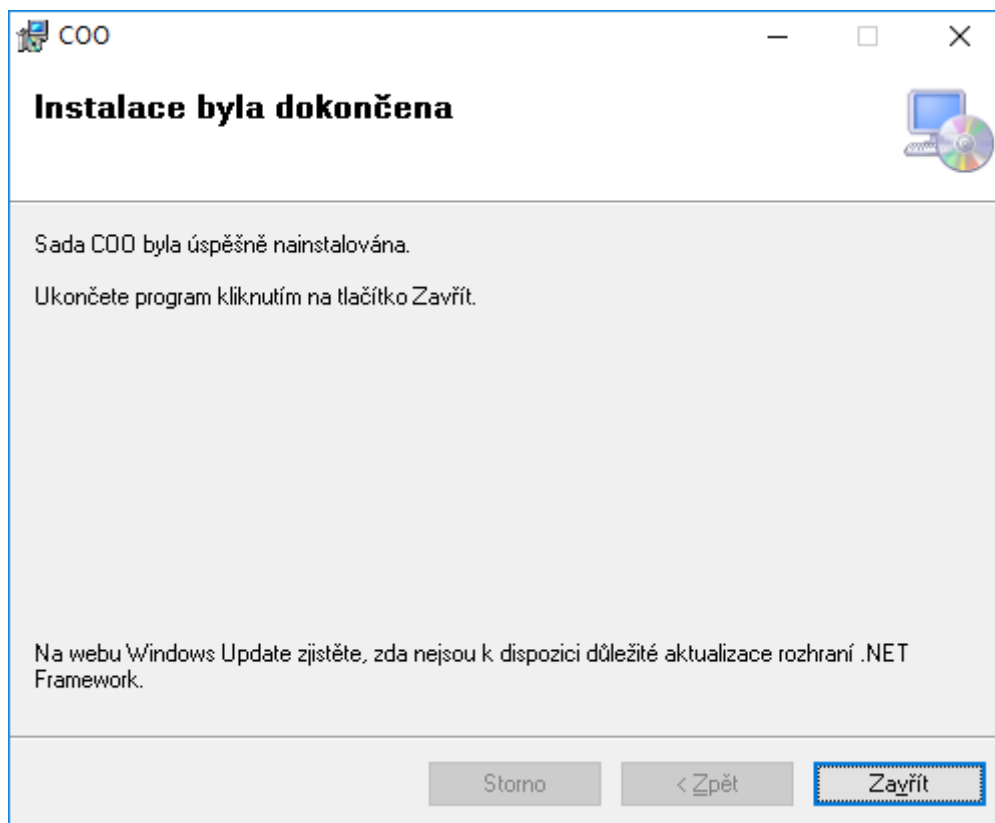 COO
Instalace byla dokončena
Sada COO byla úspěšně nainstalována.
Ukončete program kliknutím na tlačítko Zavřít.
Na webu Windows Update zjistěte, zda nejsou k dispozici důležité aktualizace rozhraní .NET
Framework.
Storno
< Zpět
Zavřít